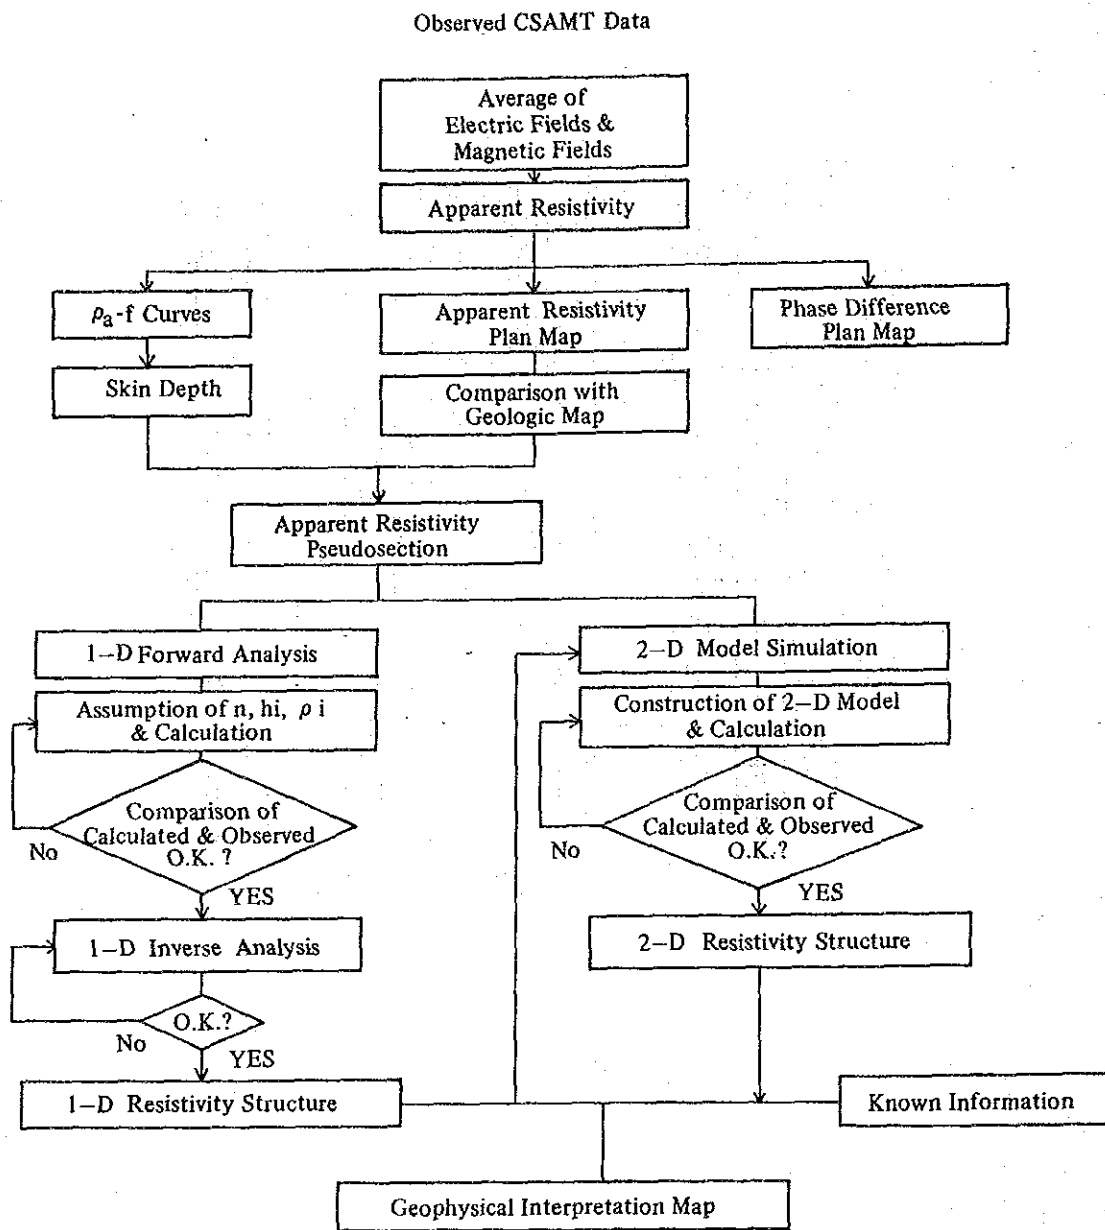 Observed CSAMT Data
Average of
Electric Fields &
Magnetic Fields
Apparent Resistivity
ρa-f Curves
Apparent Resistivity
Plan Map
Phase Difference
Plan Map
Skin Depth
Comparison with
Geologic Map
Apparent Resistivity
Pseudosection
1–D Forward Analysis
Assumption of n, hi, ρ i
& Calculation
Comparison of
Calculated & Observed
O.K. ?
No
YES
1–D Inverse Analysis
O.K.?
No
YES
1–D Resistivity Structure
2–D Model Simulation
Construction of 2–D Model
& Calculation
Comparison of
Calculated & Observed
O.K.?
No
YES
2–D Resistivity Structure
Known Information
Geophysical Interpretation Map